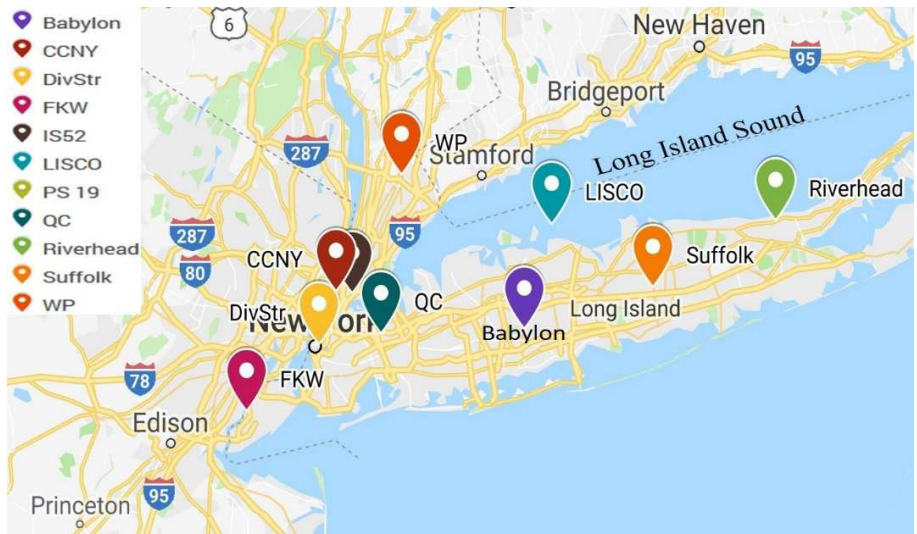 Babylon
CCNY
DivStr
FKW
IS52
LISCO
PS 19
QC
Riverhead
Suffolk
WP
6
New Haven
95
Bridgeport
287
WP
Stamford
Long Island Sound
LISCO
Riverhead
287
95
80
CCNY
Suffolk
DivStr
QC
New York
Long Island
Babylon
78
FKW
Edison
95
Princeton